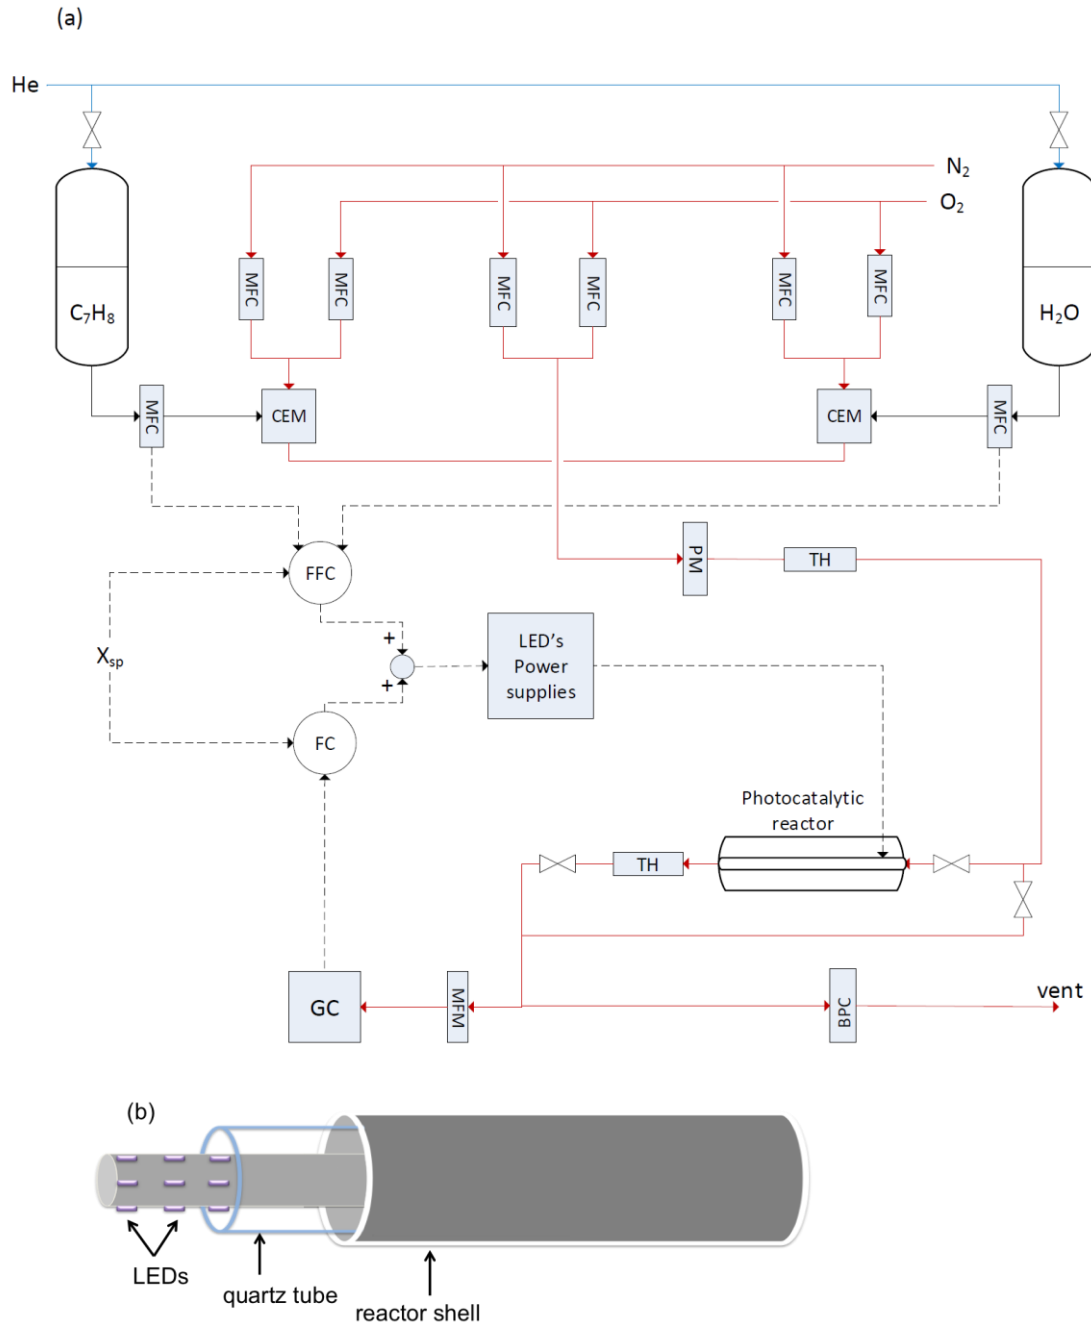 (a)
He
N₂
O₂
MFC
MFC
MFC
MFC
MFC
MFC
C₇H₈
H₂O
MFC
CEM
CEM
MFC
PM
TH
FFC
X_sp
+
+
LED's
Power
supplies
FC
Photocatalytic
reactor
TH
GC
MFM
BPC
vent
(b)
LEDs
quartz tube
reactor shell